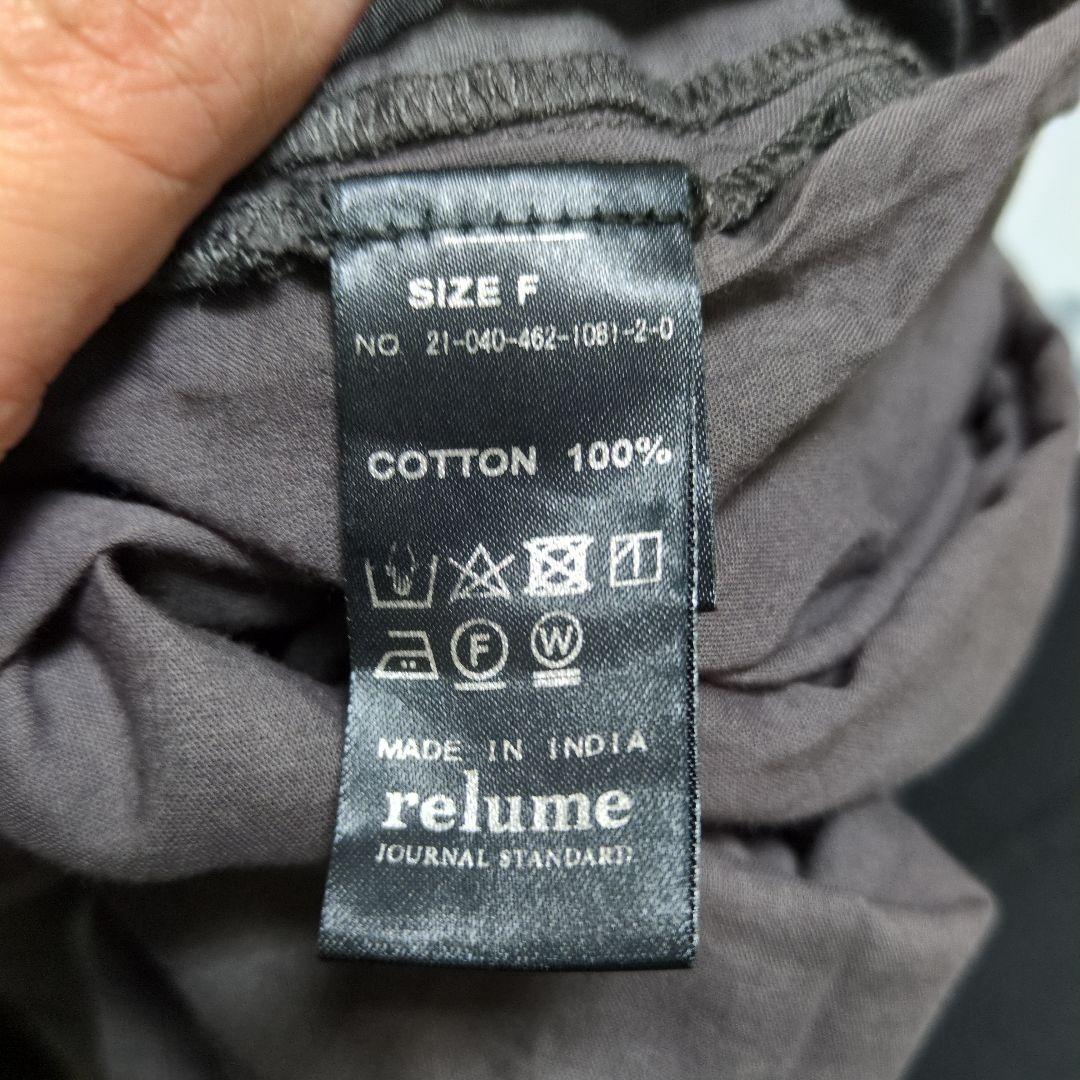 SIZE F
NO 21-040-462-1081-2-0
COTTON 100%
F W
MADE IN INDIA
relume
JOURNAL STANDARD